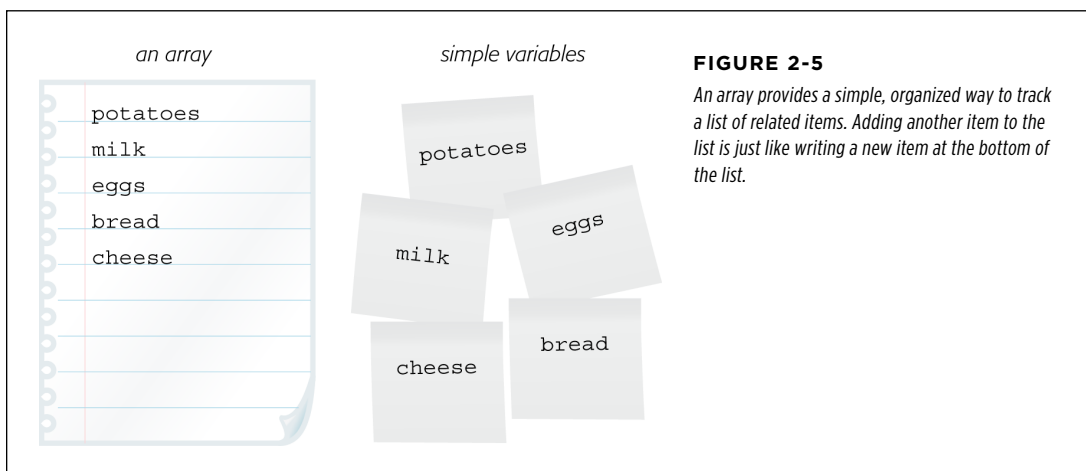 an array
potatoes
milk
eggs
bread
cheese
simple variables
potatoes
eggs
milk
bread
cheese
FIGURE 2-5
An array provides a simple, organized way to track
a list of related items. Adding another item to the
list is just like writing a new item at the bottom of
the list.